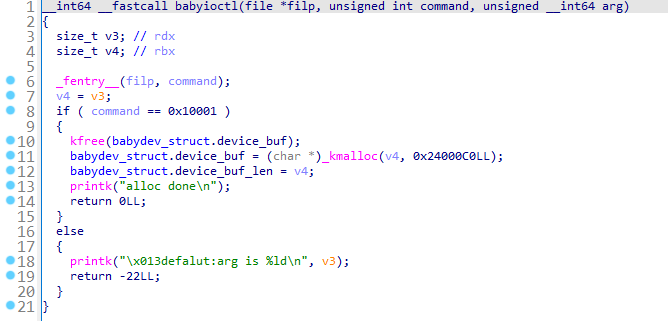 1 __int64 __fastcall babyioctl(file *filp, unsigned int command, unsigned __int64 arg)
2 {
3 size_t v3; // rdx
4 size_t v4; // rbx
5
6 _fentry__(filp, command);
7 v4 = v3;
8 if ( command == 0x10001 )
9 {
10 kfree(babydev_struct.device_buf);
11 babydev_struct.device_buf = (char *)_kmalloc(v4, 0x24000C0LL);
12 babydev_struct.device_buf_len = v4;
13 printk("alloc done\n");
14 return 0LL;
15 }
16 else
17 {
18 printk("\x013defalut:arg is %ld\n", v3);
19 return -22LL;
20 }
21 }